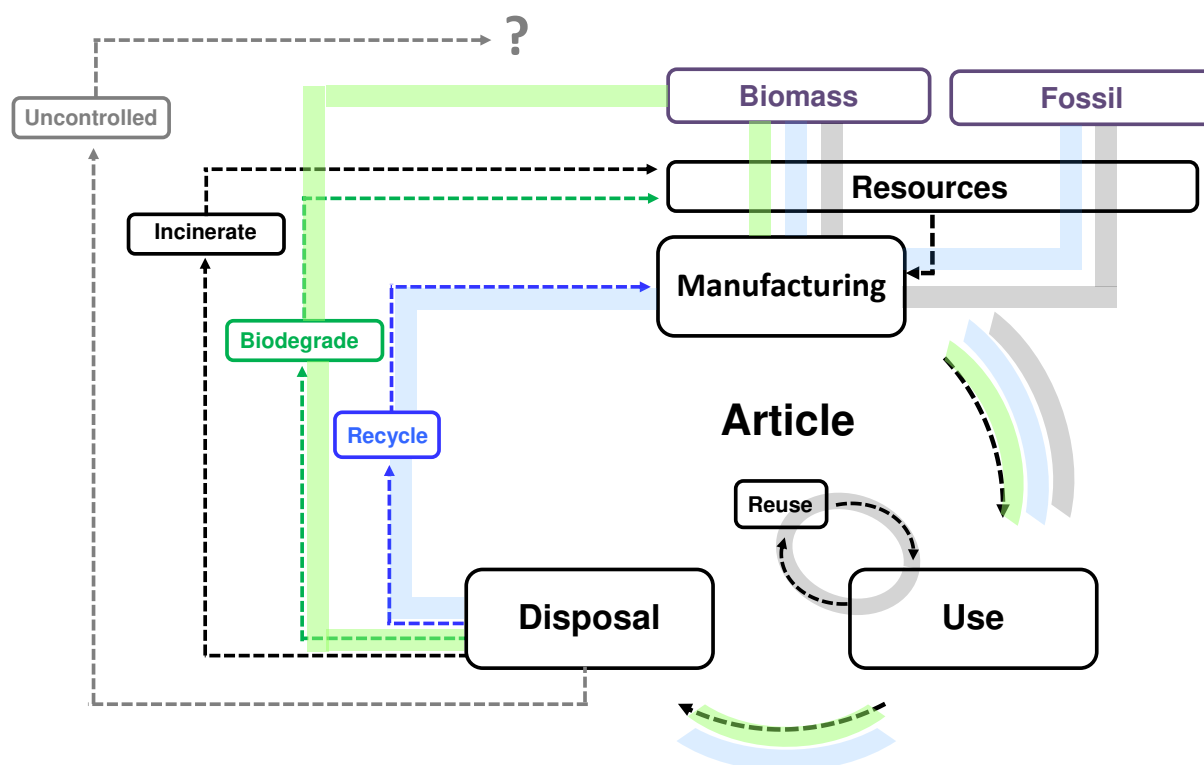 ?
Biomass
Fossil
Uncontrolled
Resources
Incinerate
Manufacturing
Biodegrade
Article
Recycle
Reuse
Disposal
Use